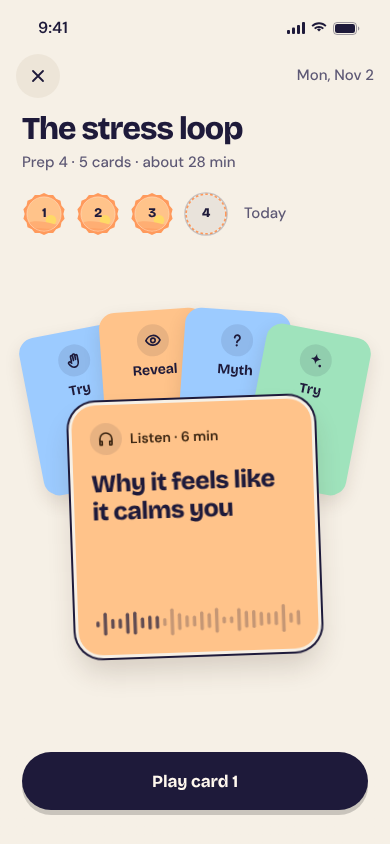 9:41
Mon, Nov 2
The stress loop
Prep 4 · 5 cards · about 28 min
1 2 3 4 Today
Try
Reveal
Myth
Try
Listen · 6 min
Why it feels like
it calms you
Play card 1